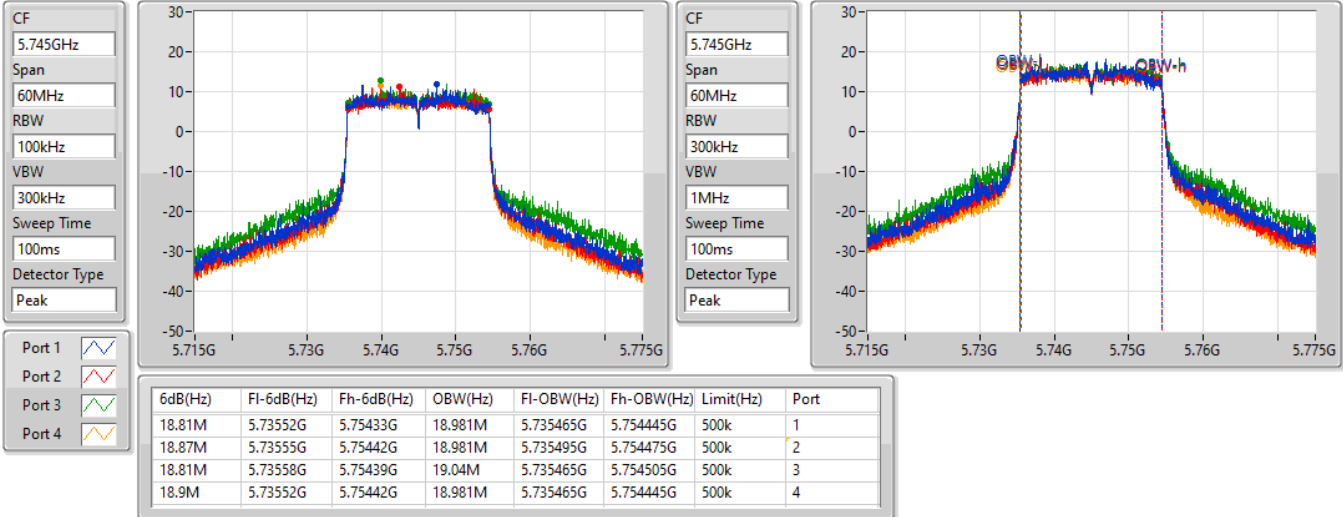 CF
5.745GHz
Span
60MHz
RBW
100kHz
VBW
300kHz
Sweep Time
100ms
Detector Type
Peak
30
20
10
0
-10
-20
-30
-40
-50
5.715G 5.73G 5.74G 5.75G 5.76G 5.775G
CF
5.745GHz
Span
60MHz
RBW
300kHz
VBW
1MHz
Sweep Time
100ms
Detector Type
Peak
30
20
10
0
-10
-20
-30
-40
-50
OBW-l OBW-h
5.715G 5.73G 5.74G 5.75G 5.76G 5.775G
Port 1
Port 2
Port 3
Port 4
6dB(Hz) Fl-6dB(Hz) Fh-6dB(Hz) OBW(Hz) Fl-OBW(Hz) Fh-OBW(Hz) Limit(Hz) Port
18.81M 5.73552G 5.75433G 18.981M 5.735465G 5.754445G 500k 1
18.87M 5.73555G 5.75442G 18.981M 5.735495G 5.754475G 500k 2
18.81M 5.73558G 5.75439G 19.04M 5.735465G 5.754505G 500k 3
18.9M 5.73552G 5.75442G 18.981M 5.735465G 5.754445G 500k 4